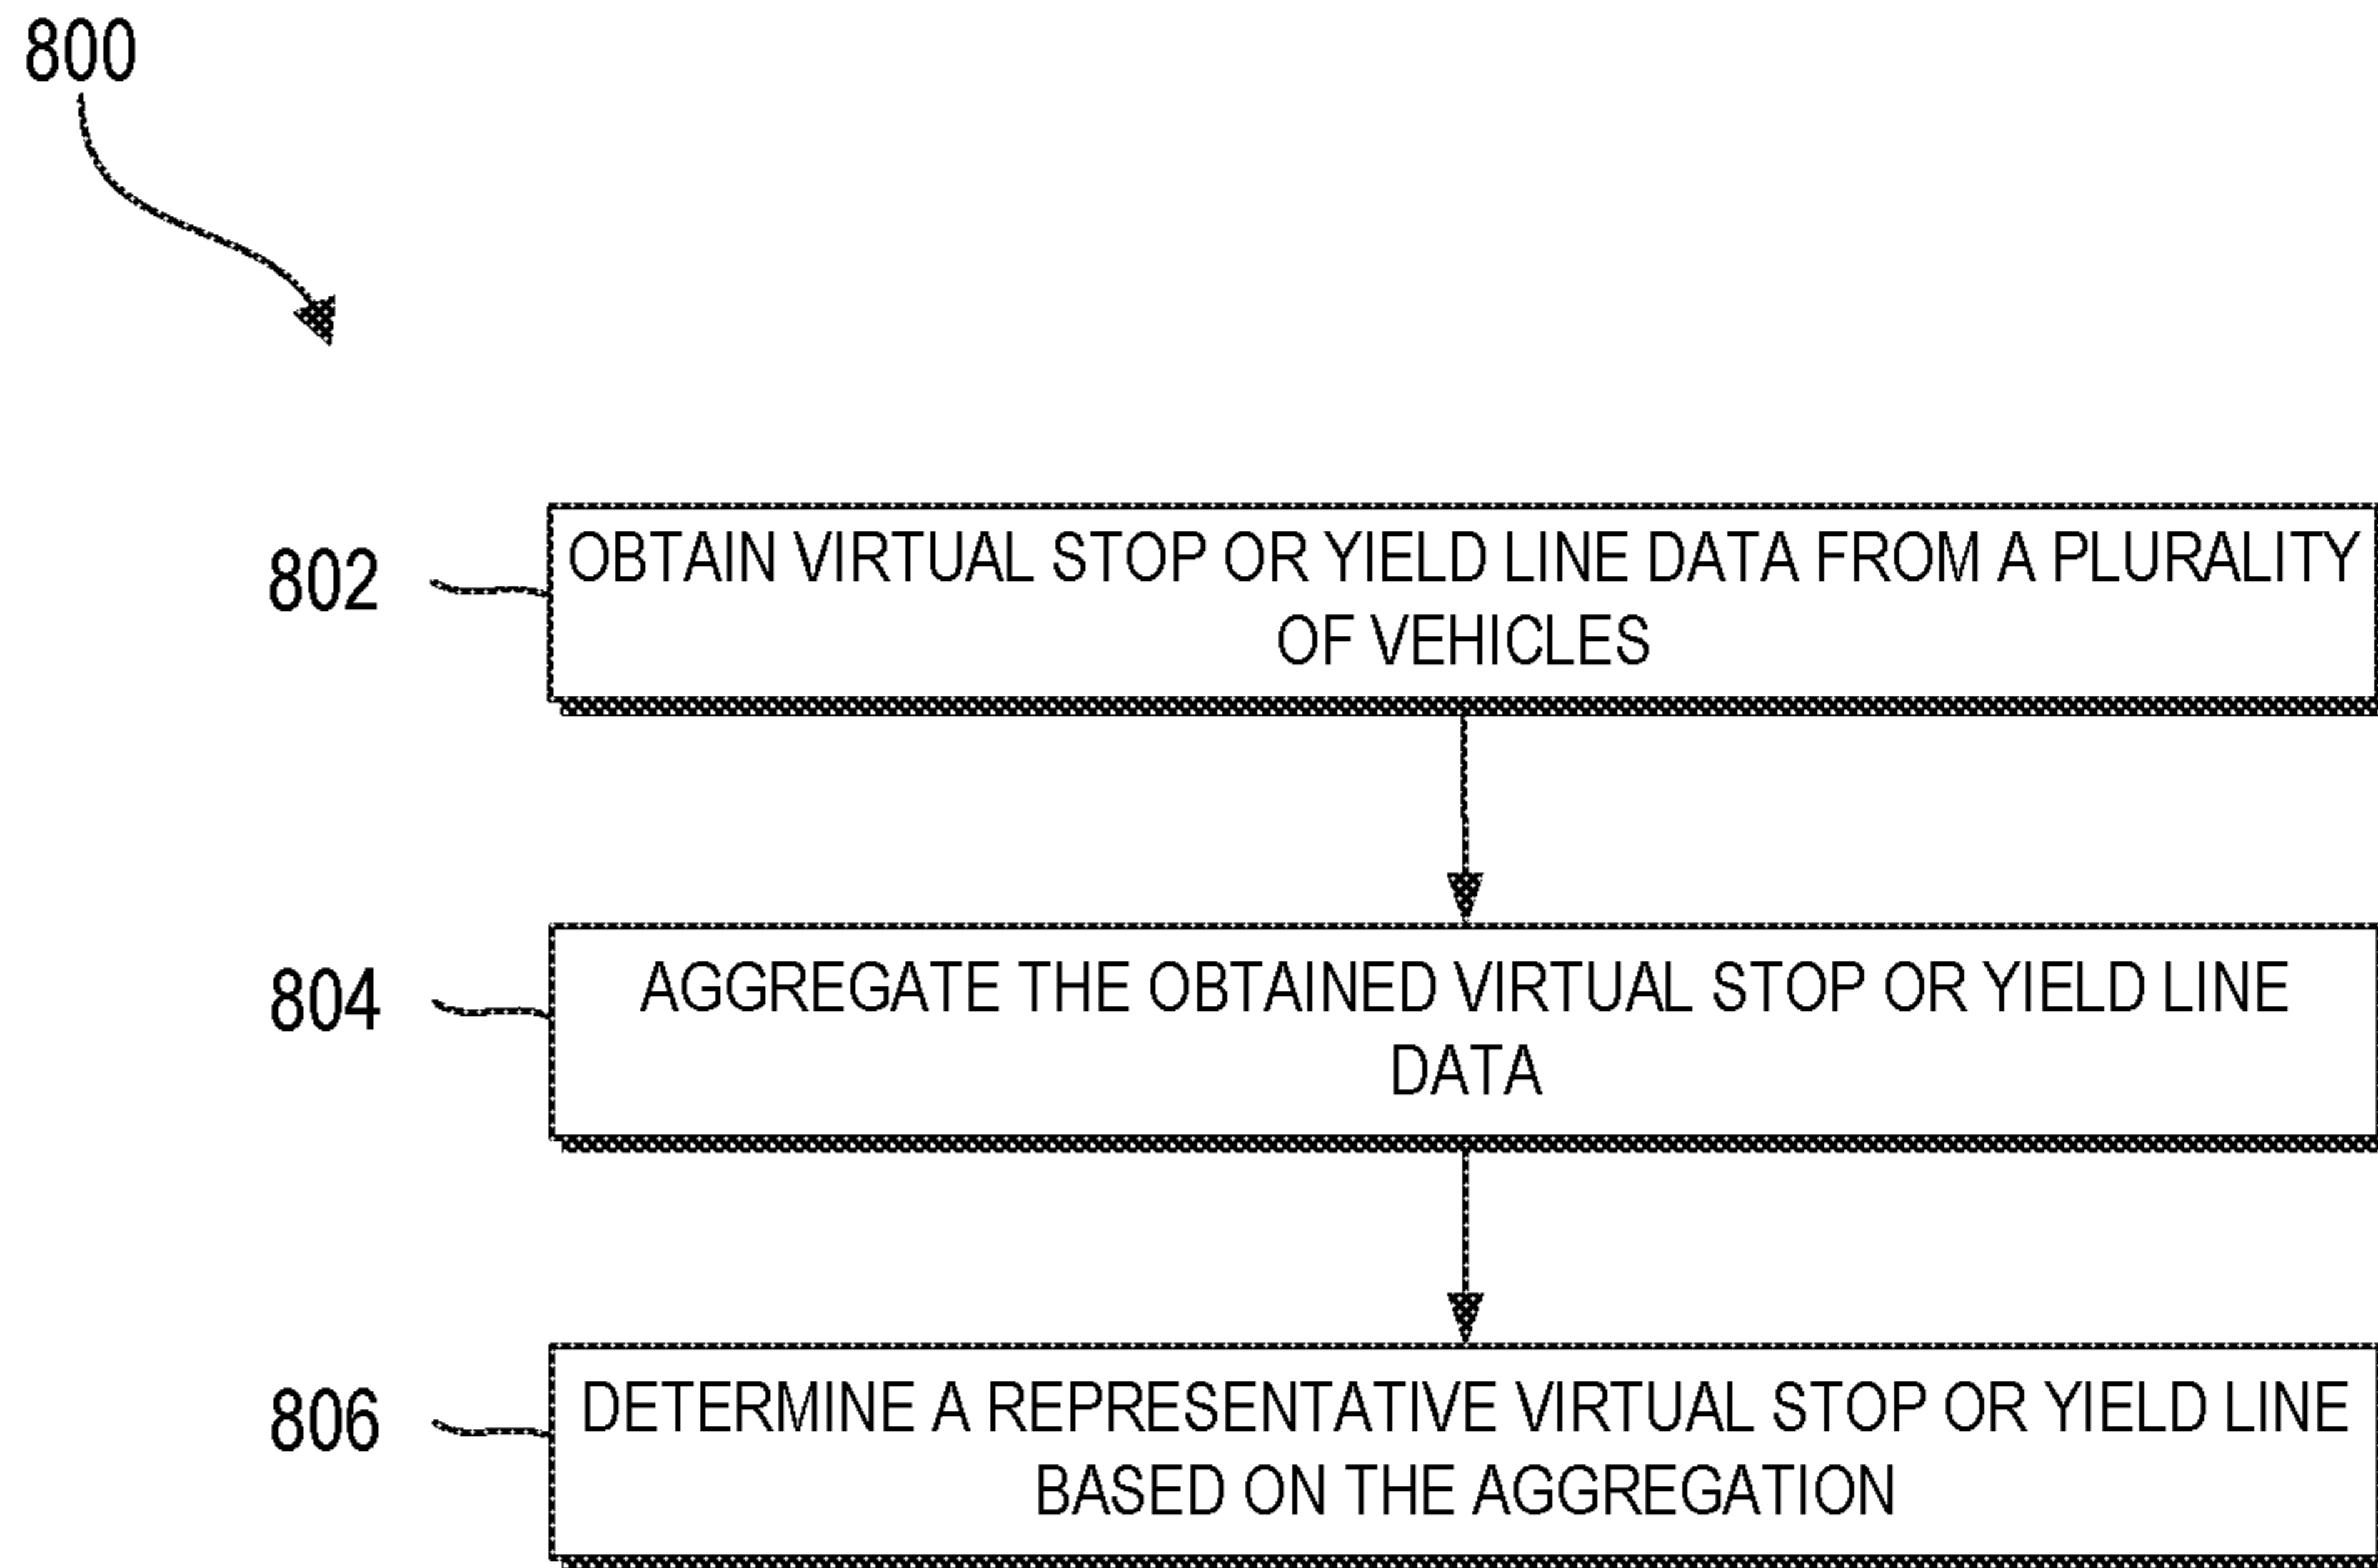 800
802
OBTAIN VIRTUAL STOP OR YIELD LINE DATA FROM A PLURALITY
OF VEHICLES
804
AGGREGATE THE OBTAINED VIRTUAL STOP OR YIELD LINE
DATA
806
DETERMINE A REPRESENTATIVE VIRTUAL STOP OR YIELD LINE
BASED ON THE AGGREGATION